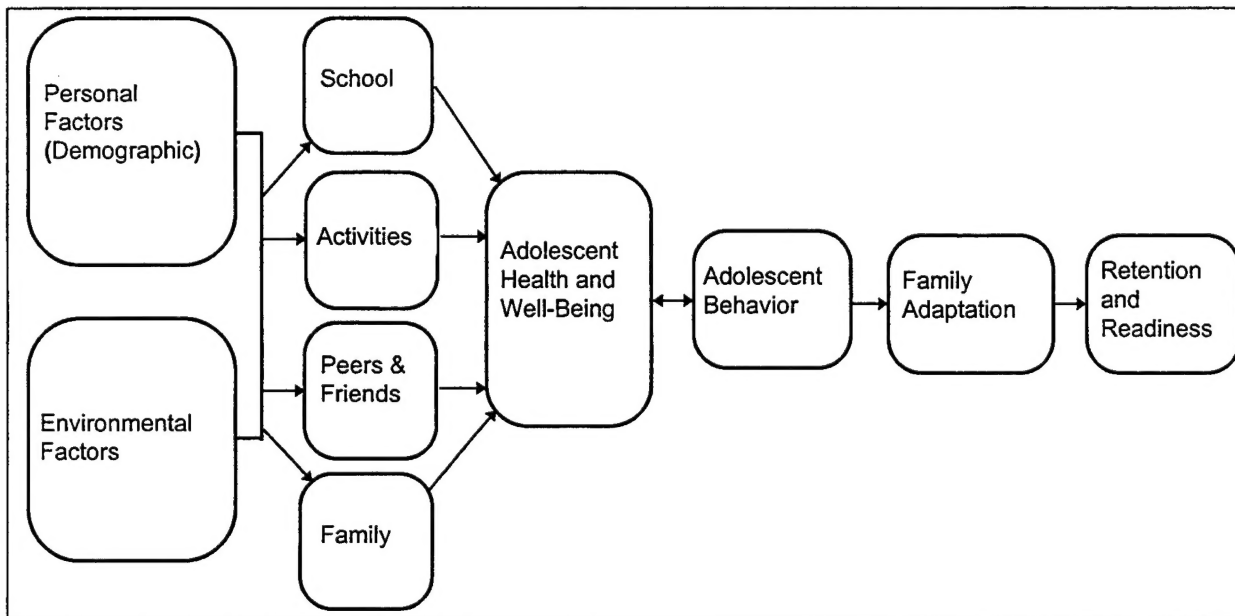 Personal
Factors
(Demographic)
Environmental
Factors
School
Activities
Peers &
Friends
Family
Adolescent
Health and
Well-Being
Adolescent
Behavior
Family
Adaptation
Retention
and
Readiness